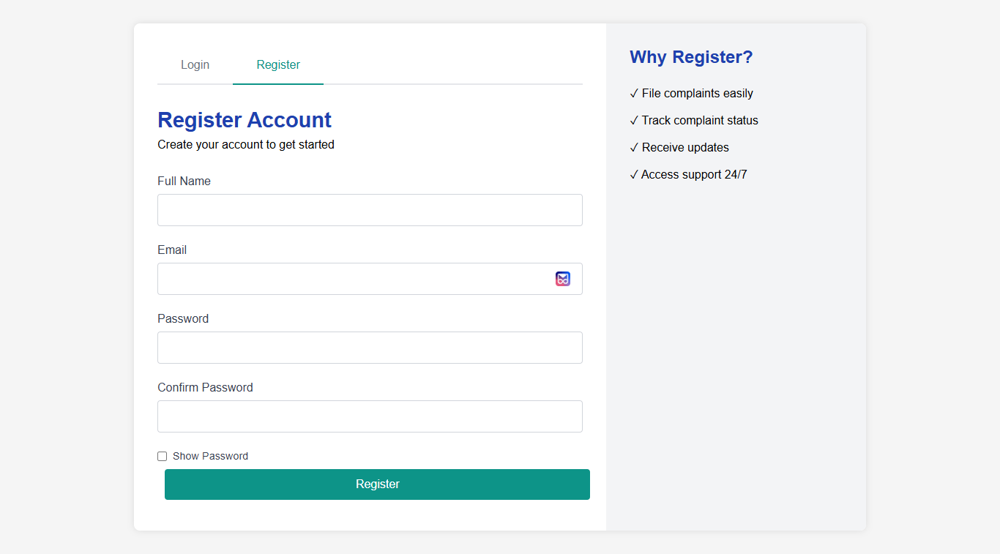 Login
Register
Register Account
Create your account to get started
Full Name
Email
Password
Confirm Password
Show Password
Register
Why Register?
✓ File complaints easily
✓ Track complaint status
✓ Receive updates
✓ Access support 24/7